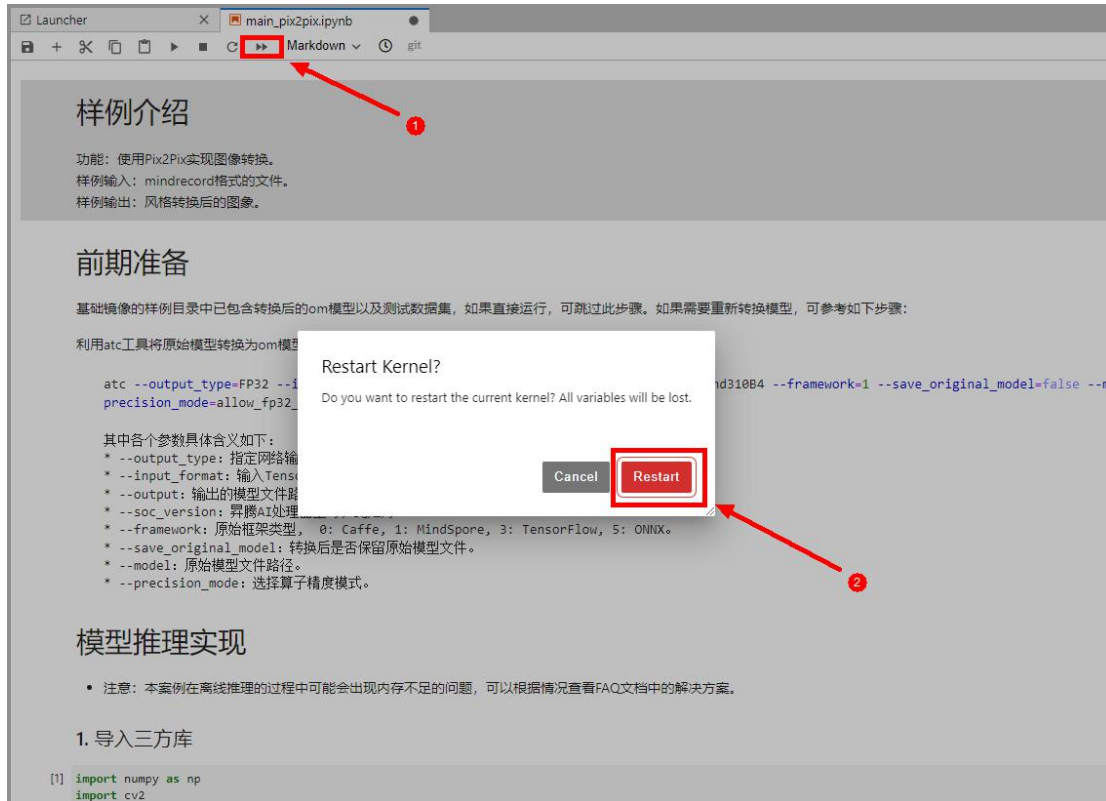 Launcher
main_pix2pix.ipynb
Markdown
git
1
样例介绍
功能：使用Pix2Pix实现图像转换。
样例输入：mindrecord格式的文件。
样例输出：风格转换后的图象。
前期准备
基础镜像的样例目录中已包含转换后的om模型以及测试数据集，如果直接运行，可跳过此步骤。如果需要重新转换模型，可参考如下步骤：
利用atc工具将原始模型转换为om模型
Restart Kernel?
Do you want to restart the current kernel? All variables will be lost.
Cancel
Restart
atc --output_type=FP32 --i nd310B4 --framework=1 --save_original_model=false --m
precision_mode=allow_fp32_
其中各个参数具体含义如下：
* --output_type：指定网络输
* --input_format：输入Tenso
* --output：输出的模型文件路
* --soc_version：昇腾AI处理
* --framework：原始框架类型， 0: Caffe, 1: MindSpore, 3: TensorFlow, 5: ONNX。
* --save_original_model：转换后是否保留原始模型文件。
* --model：原始模型文件路径。
* --precision_mode：选择算子精度模式。
2
模型推理实现
• 注意：本案例在离线推理的过程中可能会出现内存不足的问题，可以根据情况查看FAQ文档中的解决方案。
1. 导入三方库
[1] import numpy as np
import cv2